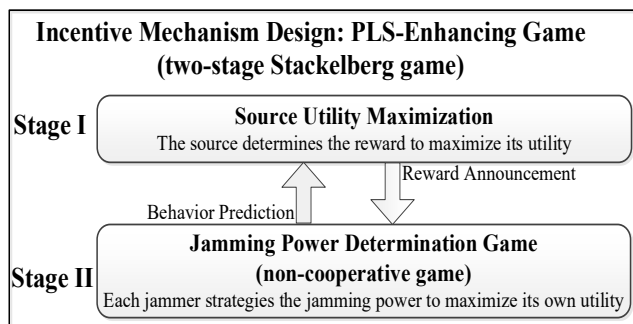 Incentive Mechanism Design: PLS-Enhancing Game
(two-stage Stackelberg game)
Stage I
Source Utility Maximization
The source determines the reward to maximize its utility
Reward Announcement
Behavior Prediction
Stage II
Jamming Power Determination Game
(non-cooperative game)
Each jammer strategies the jamming power to maximize its own utility